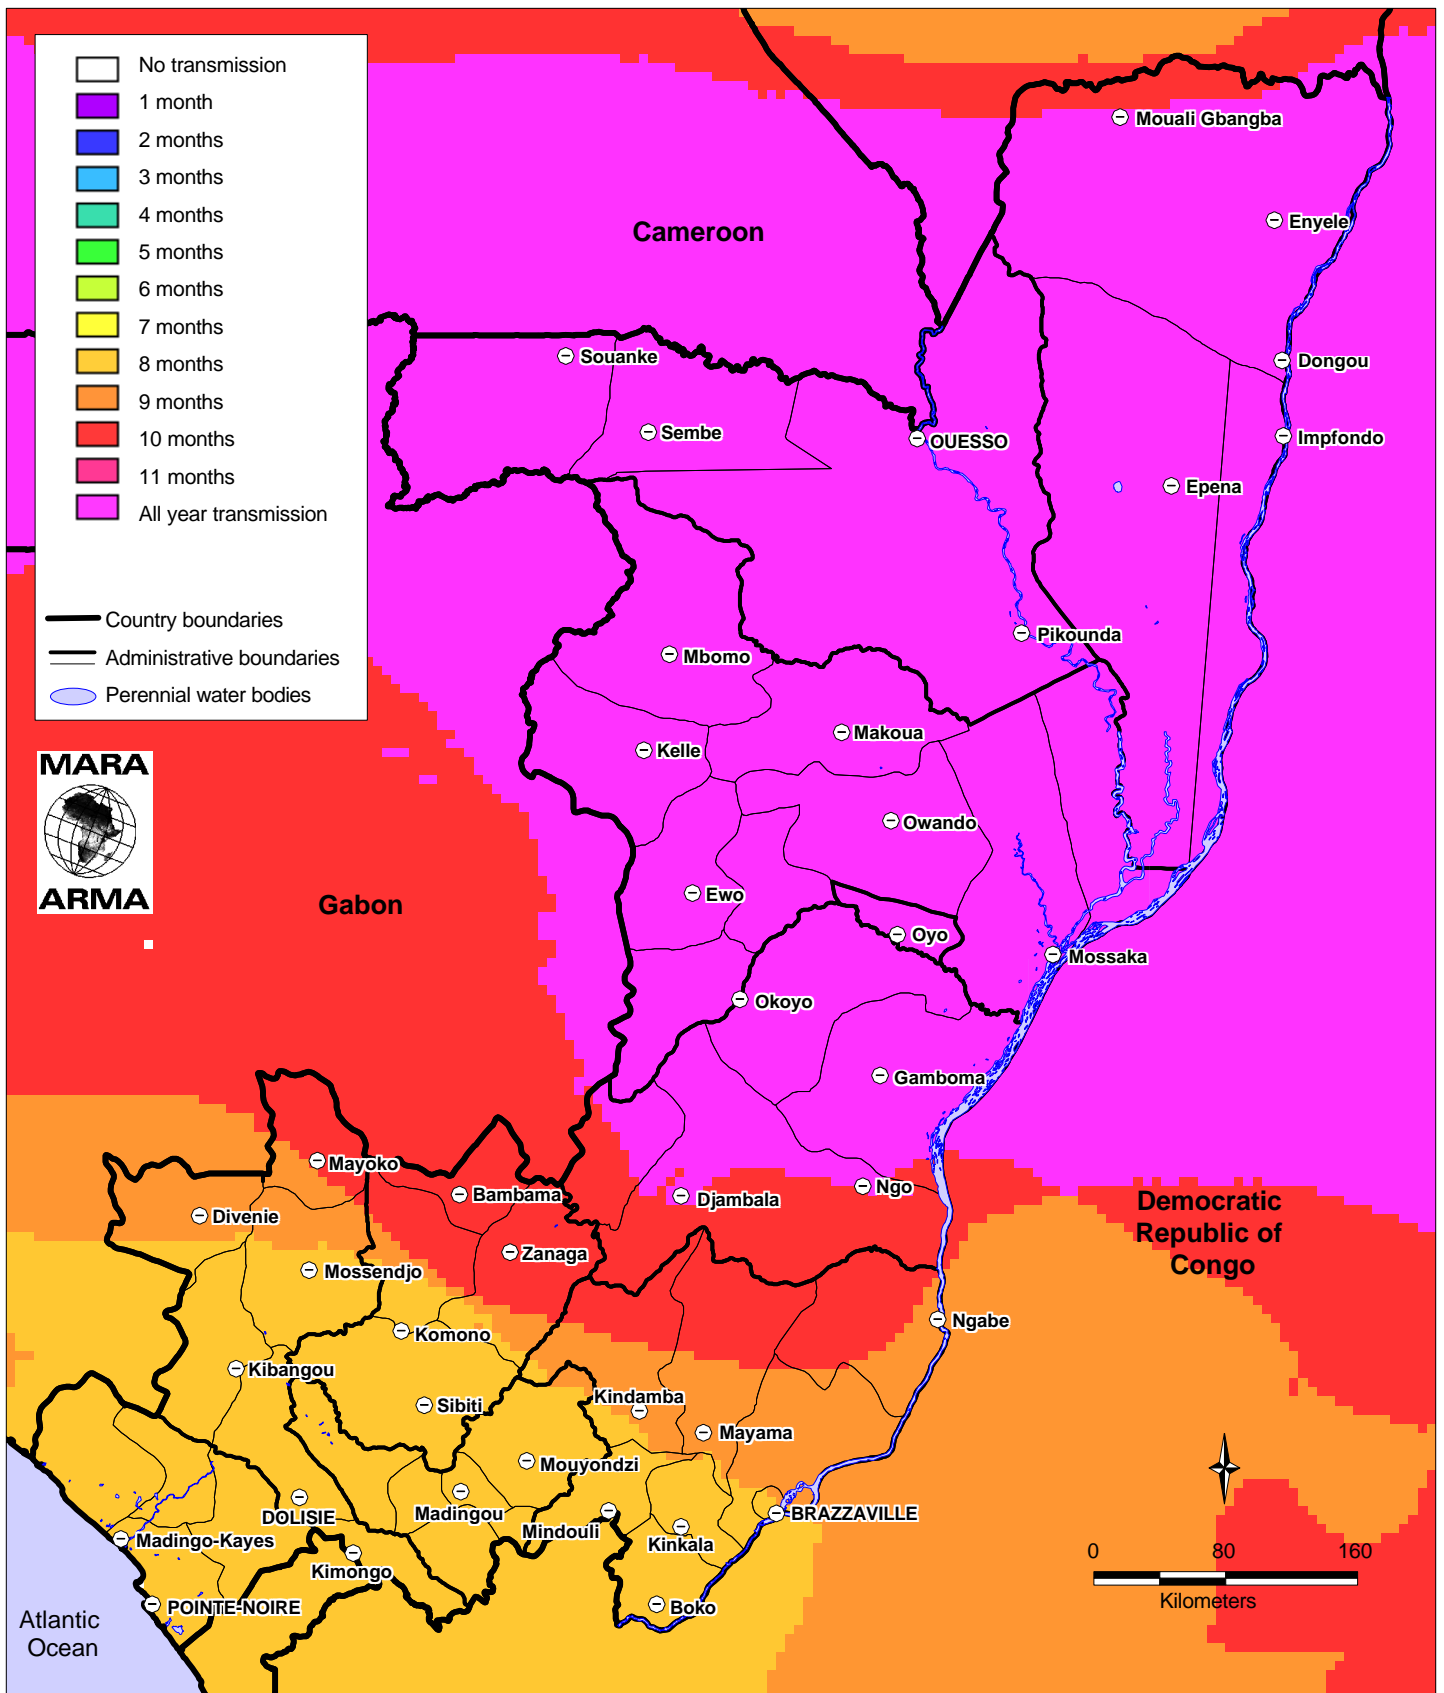 No transmission
1 month
2 months
3 months
4 months
5 months
6 months
7 months
8 months
9 months
10 months
11 months
All year transmission
Country boundaries
Administrative boundaries
Perennial water bodies
MARA
ARMA
Cameroon
Gabon
Democratic
Republic of
Congo
Atlantic
Ocean
Mouali Gbangba
Enyele
Dongou
Souanke
Sembe
OUESSO
Impfondo
Epena
Pikounda
Mbomo
Makoua
Kelle
Owando
Ewo
Oyo
Mossaka
Okoyo
Gamboma
Mayoko
Bambama
Djambala
Ngo
Divenie
Zanaga
Mossendjo
Komono
Ngabe
Kibangou
Sibiti
Kindamba
Mayama
Mouyondzi
Madingou
DOLISIE
Mindouli
Kinkala
BRAZZAVILLE
Madingo-Kayes
Kimongo
POINTE-NOIRE
Boko
0 80 160
Kilometers